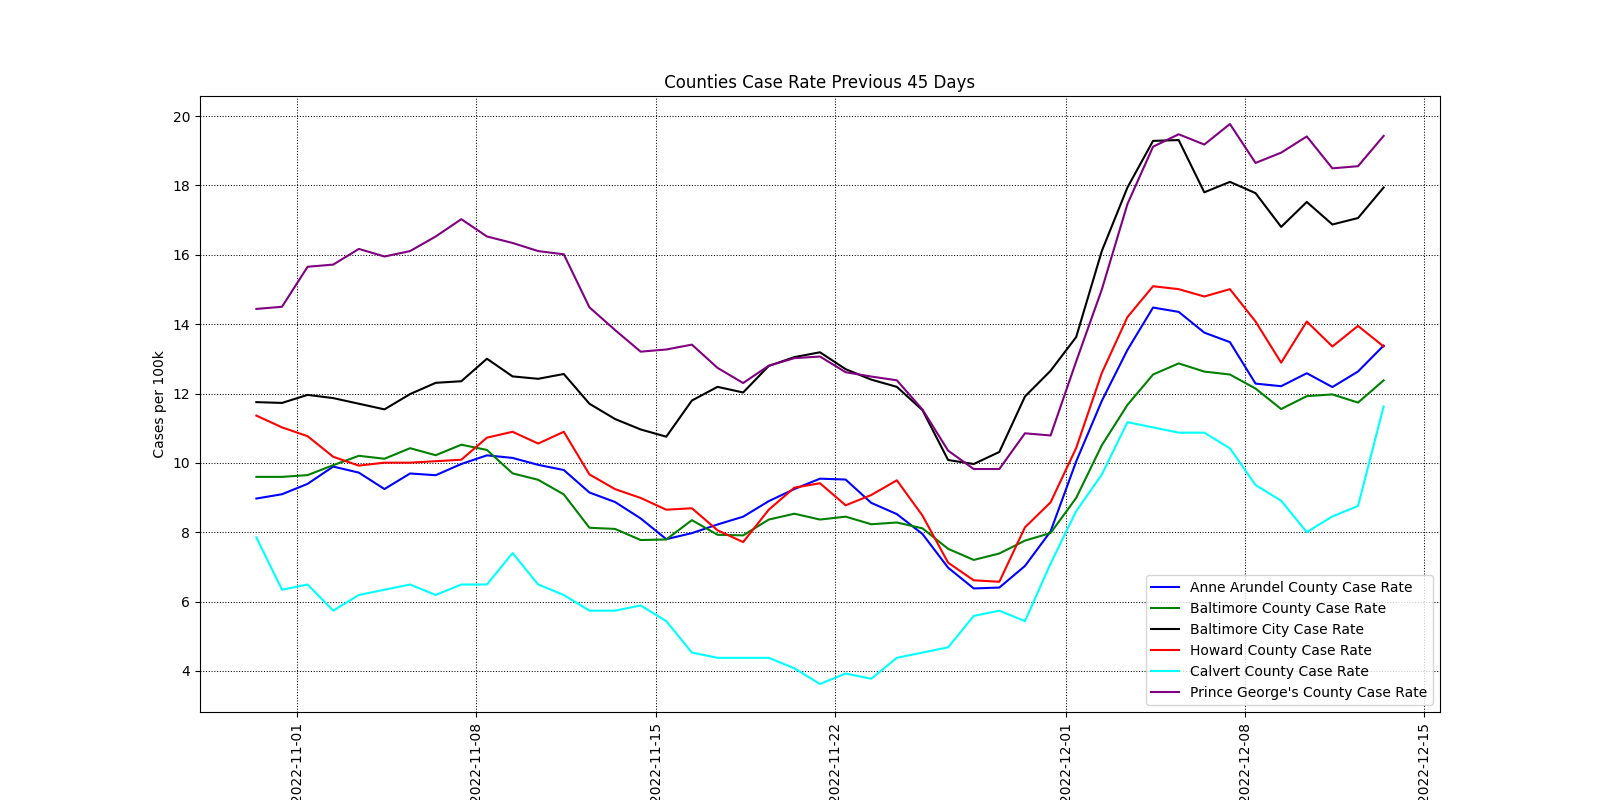 Counties Case Rate Previous 45 Days
20
18
16
14
12
10
8
6
4
Cases per 100k
2022-11-01
2022-11-08
2022-11-15
2022-11-22
2022-12-01
2022-12-08
2022-12-15
Anne Arundel County Case Rate
Baltimore County Case Rate
Baltimore City Case Rate
Howard County Case Rate
Calvert County Case Rate
Prince George's County Case Rate